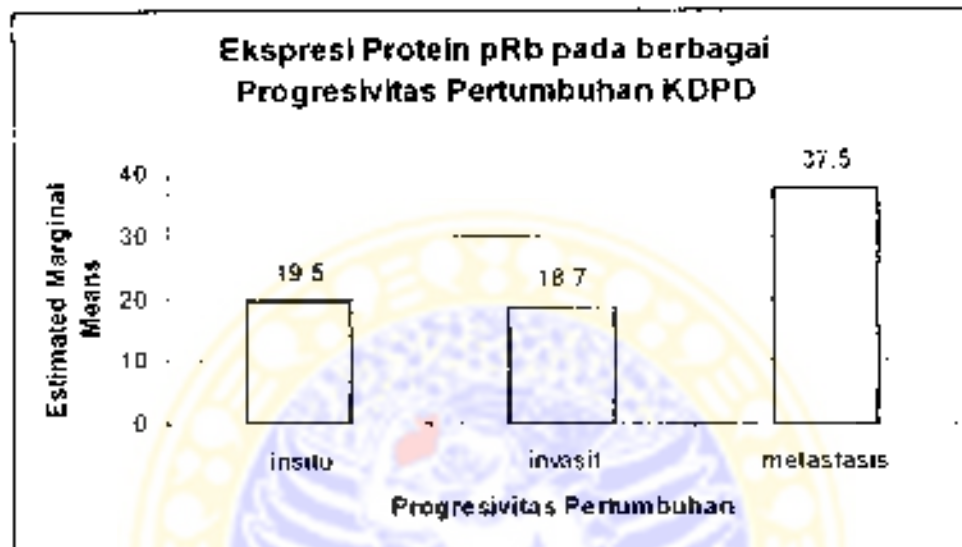 Ekspresi Protein pRb pada berbagai
Progresivitas Pertumbuhan KDPD
Estimated Marginal
Means
40
30
20
10
0
19.5
18.7
37.5
insitu
invasif
metastasis
Progresivitas Pertumbuhan